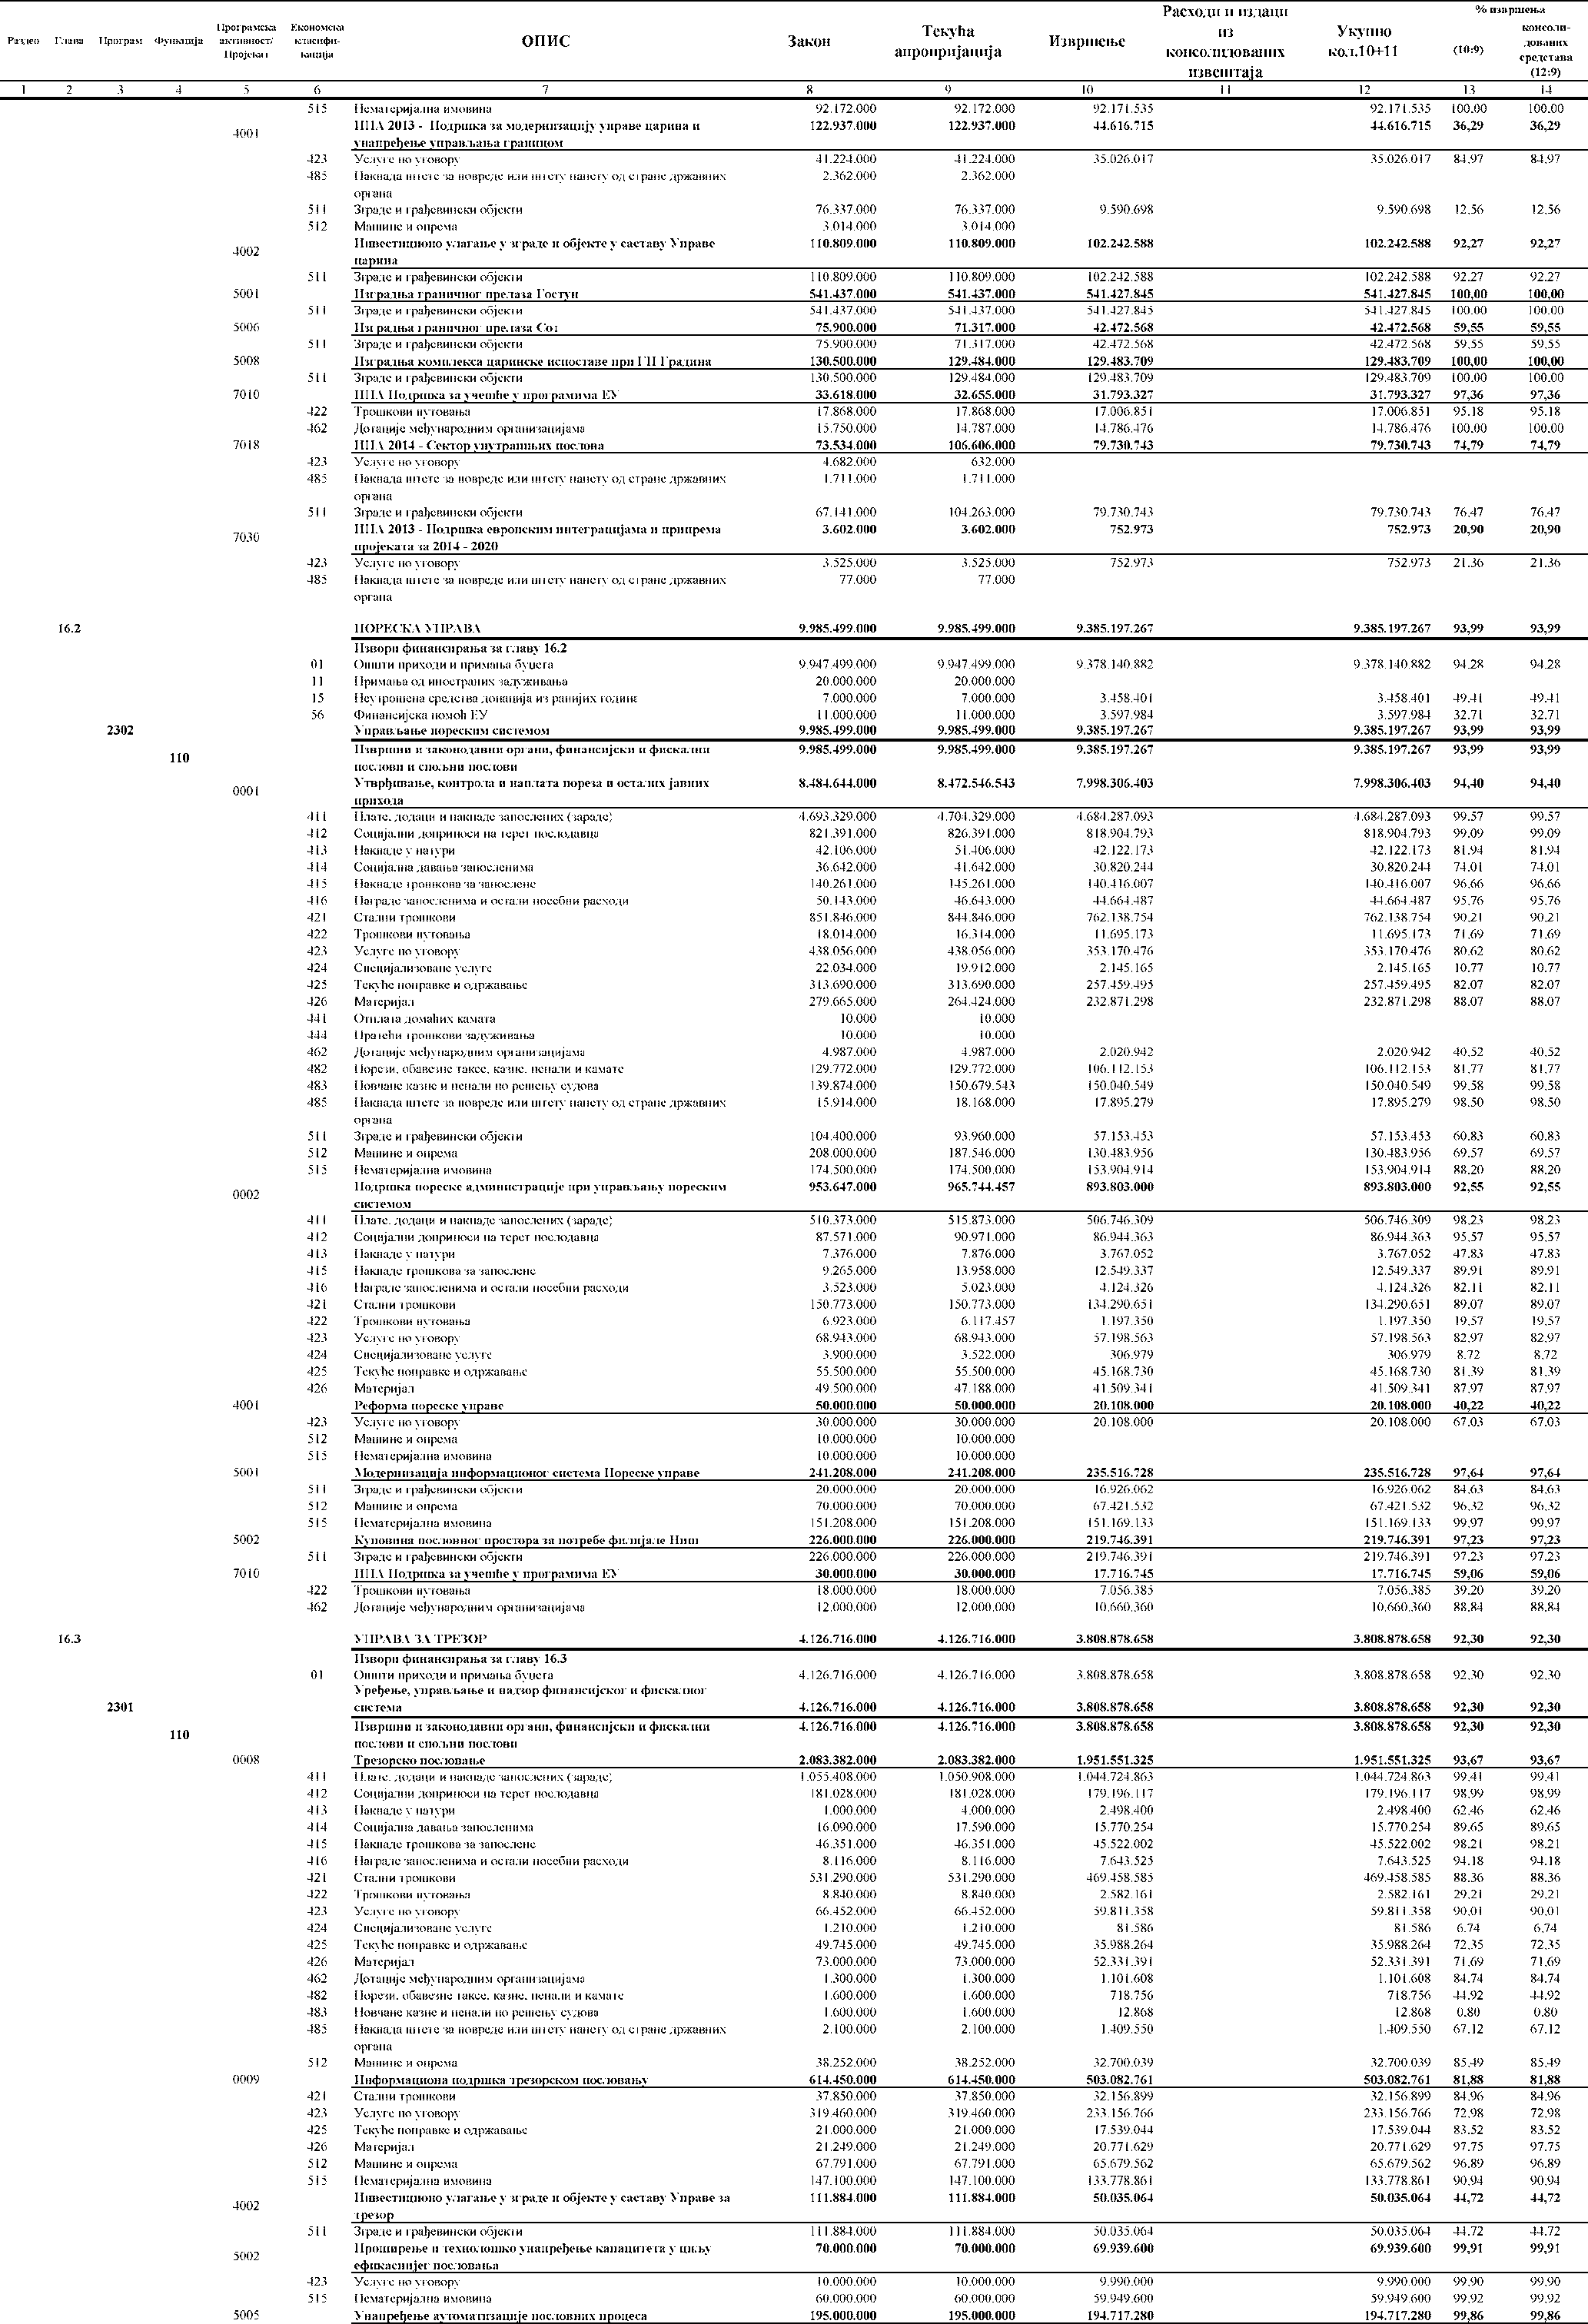 Раздео Глава Програм Функција Програмска активност/ Пројекат Економска класифи-кација ОПИС Закон Текућа апропријација Извршење Расходи и издаци из консолидованих извештаја Укупно кол.10+11 % извршења (10:9) консоли-дованих средстава (12:9)
1 2 3 4 5 6 7 8 9 10 11 12 13 14
515 Нематеријална имовина 92.172.000 92.172.000 92.171.535 92.171.535 100,00 100,00
4001 ИПА 2013 - Подршка за модернизацију управе царина и 122.937.000 122.937.000 44.616.715 44.616.715 36,29 36,29
унапређење управљања границом
423 Услуге по уговору 41.224.000 41.224.000 35.026.017 35.026.017 84,97 84,97
485 Накнада штете за повреде или штету нанету од стране државних 2.362.000 2.362.000
органа
511 Зграде и грађевински објекти 76.337.000 76.337.000 9.590.698 9.590.698 12,56 12,56
512 Машине и опрема 3.014.000 3.014.000
4002 Инвестиционо улагање у зграде и објекте у саставу Управе 110.809.000 110.809.000 102.242.588 102.242.588 92,27 92,27
царина
511 Зграде и грађевински објекти 110.809.000 110.809.000 102.242.588 102.242.588 92,27 92,27
5001 Изградња граничног прелаза Гостун 541.437.000 541.437.000 541.427.845 541.427.845 100,00 100,00
511 Зграде и грађевински објекти 541.437.000 541.437.000 541.427.845 541.427.845 100,00 100,00
5006 Изградња граничног прелаза Сот 75.900.000 71.317.000 42.472.568 42.472.568 59,55 59,55
511 Зграде и грађевински објекти 75.900.000 71.317.000 42.472.568 42.472.568 59,55 59,55
5008 Изградња комплекса царинске испоставе при ГП Градина 130.500.000 129.484.000 129.483.709 129.483.709 100,00 100,00
511 Зграде и грађевински објекти 130.500.000 129.484.000 129.483.709 129.483.709 100,00 100,00
7010 ИПА Подршка за учешће у програмима ЕУ 33.618.000 32.655.000 31.793.327 31.793.327 97,36 97,36
422 Трошкови путовања 17.868.000 17.868.000 17.006.851 17.006.851 95,18 95,18
462 Дотације међународним организацијама 15.750.000 14.787.000 14.786.476 14.786.476 100,00 100,00
7018 ИПА 2014 - Сектор унутрашњих послова 73.534.000 106.606.000 79.730.743 79.730.743 74,79 74,79
423 Услуге по уговору 4.682.000 632.000
485 Накнада штете за повреде или штету нанету од стране државних 1.711.000 1.711.000
органа
511 Зграде и грађевински објекти 67.141.000 104.263.000 79.730.743 79.730.743 76,47 76,47
7030 ИПА 2013 - Подршка европским интеграцијама и припрема 3.602.000 3.602.000 752.973 752.973 20,90 20,90
пројеката за 2014 - 2020
423 Услуге по уговору 3.525.000 3.525.000 752.973 752.973 21,36 21,36
485 Накнада штете за повреде или штету нанету од стране државних 77.000 77.000
органа
16.2 ПОРЕСКА УПРАВА 9.985.499.000 9.985.499.000 9.385.197.267 9.385.197.267 93,99 93,99
Извори финансирања за главу 16.2
01 Општи приходи и примања буџета 9.947.499.000 9.947.499.000 9.378.140.882 9.378.140.882 94,28 94,28
11 Примања од иностраних задуживања 20.000.000 20.000.000
15 Неутрошена средства донација из ранијих година 7.000.000 7.000.000 3.458.401 3.458.401 49,41 49,41
56 Финансијска помоћ ЕУ 11.000.000 11.000.000 3.597.984 3.597.984 32,71 32,71
2302 Управљање пореским системом 9.985.499.000 9.985.499.000 9.385.197.267 9.385.197.267 93,99 93,99
110 Извршни и законодавни органи, финансијски и фискални 9.985.499.000 9.985.499.000 9.385.197.267 9.385.197.267 93,99 93,99
послови и спољни послови
0001 Утврђивање, контрола и наплата пореза и осталих јавних 8.484.644.000 8.472.546.543 7.998.306.403 7.998.306.403 94,40 94,40
прихода
411 Плате, додаци и накнаде запослених (зараде) 4.693.329.000 4.704.329.000 4.684.287.093 4.684.287.093 99,57 99,57
412 Социјални доприноси на терет послодавца 821.391.000 826.391.000 818.904.793 818.904.793 99,09 99,09
413 Накнаде у натури 42.106.000 51.406.000 42.122.173 42.122.173 81,94 81,94
414 Социјална давања запосленима 36.642.000 41.642.000 30.820.244 30.820.244 74,01 74,01
415 Накнаде трошкова за запослене 140.261.000 145.261.000 140.416.007 140.416.007 96,66 96,66
416 Награде запосленима и остали посебни расходи 50.143.000 46.643.000 44.664.487 44.664.487 95,76 95,76
421 Стални трошкови 851.846.000 844.846.000 762.138.754 762.138.754 90,21 90,21
422 Трошкови путовања 18.014.000 16.314.000 11.695.173 11.695.173 71,69 71,69
423 Услуге по уговору 438.056.000 438.056.000 353.170.476 353.170.476 80,62 80,62
424 Специјализоване услуге 22.034.000 19.912.000 2.145.165 2.145.165 10,77 10,77
425 Текуће поправке и одржавање 313.690.000 313.690.000 257.459.495 257.459.495 82,07 82,07
426 Материјал 279.665.000 264.424.000 232.871.298 232.871.298 88,07 88,07
441 Отплата домаћих камата 10.000 10.000
444 Пратећи трошкови задуживања 10.000 10.000
462 Дотације међународним организацијама 4.987.000 4.987.000 2.020.942 2.020.942 40,52 40,52
482 Порези, обавезне таксе, казне, пенали и камате 129.772.000 129.772.000 106.112.153 106.112.153 81,77 81,77
483 Новчане казне и пенали по решењу судова 139.874.000 150.679.543 150.040.549 150.040.549 99,58 99,58
485 Накнада штете за повреде или штету нанету од стране државних 15.914.000 18.168.000 17.895.279 17.895.279 98,50 98,50
органа
511 Зграде и грађевински објекти 104.400.000 93.960.000 57.153.453 57.153.453 60,83 60,83
512 Машине и опрема 208.000.000 187.546.000 130.483.956 130.483.956 69,57 69,57
515 Нематеријална имовина 174.500.000 174.500.000 153.904.914 153.904.914 88,20 88,20
0002 Подршка пореске администрације при управљању пореским 953.647.000 965.744.457 893.803.000 893.803.000 92,55 92,55
системом
411 Плате, додаци и накнаде запослених (зараде) 510.373.000 515.873.000 506.746.309 506.746.309 98,23 98,23
412 Социјални доприноси на терет послодавца 87.571.000 90.971.000 86.944.363 86.944.363 95,57 95,57
413 Накнаде у натури 7.376.000 7.876.000 3.767.052 3.767.052 47,83 47,83
415 Накнаде трошкова за запослене 9.265.000 13.958.000 12.549.337 12.549.337 89,91 89,91
416 Награде запосленима и остали посебни расходи 3.523.000 5.023.000 4.124.326 4.124.326 82,11 82,11
421 Стални трошкови 150.773.000 150.773.000 134.290.651 134.290.651 89,07 89,07
422 Трошкови путовања 6.923.000 6.117.457 1.197.350 1.197.350 19,57 19,57
423 Услуге по уговору 68.943.000 68.943.000 57.198.563 57.198.563 82,97 82,97
424 Специјализоване услуге 3.900.000 3.522.000 306.979 306.979 8,72 8,72
425 Текуће поправке и одржавање 55.500.000 55.500.000 45.168.730 45.168.730 81,39 81,39
426 Материјал 49.500.000 47.188.000 41.509.341 41.509.341 87,97 87,97
4001 Реформа пореске управе 50.000.000 50.000.000 20.108.000 20.108.000 40,22 40,22
423 Услуге по уговору 30.000.000 30.000.000 20.108.000 20.108.000 67,03 67,03
512 Машине и опрема 10.000.000 10.000.000
515 Нематеријална имовина 10.000.000 10.000.000
5001 Модернизација информационог система Пореске управе 241.208.000 241.208.000 235.516.728 235.516.728 97,64 97,64
511 Зграде и грађевински објекти 20.000.000 20.000.000 16.926.062 16.926.062 84,63 84,63
512 Машине и опрема 70.000.000 70.000.000 67.421.532 67.421.532 96,32 96,32
515 Нематеријална имовина 151.208.000 151.208.000 151.169.133 151.169.133 99,97 99,97
5002 Куповина пословног простора за потребе филијале Ниш 226.000.000 226.000.000 219.746.391 219.746.391 97,23 97,23
511 Зграде и грађевински објекти 226.000.000 226.000.000 219.746.391 219.746.391 97,23 97,23
7010 ИПА Подршка за учешће у програмима ЕУ 30.000.000 30.000.000 17.716.745 17.716.745 59,06 59,06
422 Трошкови путовања 18.000.000 18.000.000 7.056.385 7.056.385 39,20 39,20
462 Дотације међународним организацијама 12.000.000 12.000.000 10.660.360 10.660.360 88,84 88,84
16.3 УПРАВА ЗА ТРЕЗОР 4.126.716.000 4.126.716.000 3.808.878.658 3.808.878.658 92,30 92,30
Извори финансирања за главу 16.3
01 Општи приходи и примања буџета 4.126.716.000 4.126.716.000 3.808.878.658 3.808.878.658 92,30 92,30
Уређење, управљање и надзор финансијског и фискалног
2301 система 4.126.716.000 4.126.716.000 3.808.878.658 3.808.878.658 92,30 92,30
110 Извршни и законодавни органи, финансијски и фискални 4.126.716.000 4.126.716.000 3.808.878.658 3.808.878.658 92,30 92,30
послови и спољни послови
0008 Трезорско пословање 2.083.382.000 2.083.382.000 1.951.551.325 1.951.551.325 93,67 93,67
411 Плате, додаци и накнаде запослених (зараде) 1.055.408.000 1.050.908.000 1.044.724.863 1.044.724.863 99,41 99,41
412 Социјални доприноси на терет послодавца 181.028.000 181.028.000 179.196.117 179.196.117 98,99 98,99
413 Накнаде у натури 1.000.000 4.000.000 2.498.400 2.498.400 62,46 62,46
414 Социјална давања запосленима 16.090.000 17.590.000 15.770.254 15.770.254 89,65 89,65
415 Накнаде трошкова за запослене 46.351.000 46.351.000 45.522.002 45.522.002 98,21 98,21
416 Награде запосленима и остали посебни расходи 8.116.000 8.116.000 7.643.525 7.643.525 94,18 94,18
421 Стални трошкови 531.290.000 531.290.000 469.458.585 469.458.585 88,36 88,36
422 Трошкови путовања 8.840.000 8.840.000 2.582.161 2.582.161 29,21 29,21
423 Услуге по уговору 66.452.000 66.452.000 59.811.358 59.811.358 90,01 90,01
424 Специјализоване услуге 1.210.000 1.210.000 81.586 81.586 6,74 6,74
425 Текуће поправке и одржавање 49.745.000 49.745.000 35.988.264 35.988.264 72,35 72,35
426 Материјал 73.000.000 73.000.000 52.331.391 52.331.391 71,69 71,69
462 Дотације међународним организацијама 1.300.000 1.300.000 1.101.608 1.101.608 84,74 84,74
482 Порези, обавезне таксе, казне, пенали и камате 1.600.000 1.600.000 718.756 718.756 44,92 44,92
483 Новчане казне и пенали по решењу судова 1.600.000 1.600.000 12.868 12.868 0,80 0,80
485 Накнада штете за повреде или штету нанету од стране државних 2.100.000 2.100.000 1.409.550 1.409.550 67,12 67,12
органа
512 Машине и опрема 38.252.000 38.252.000 32.700.039 32.700.039 85,49 85,49
0009 Информациона подршка трезорском пословању 614.450.000 614.450.000 503.082.761 503.082.761 81,88 81,88
421 Стални трошкови 37.850.000 37.850.000 32.156.899 32.156.899 84,96 84,96
423 Услуге по уговору 319.460.000 319.460.000 233.156.766 233.156.766 72,98 72,98
425 Текуће поправке и одржавање 21.000.000 21.000.000 17.539.044 17.539.044 83,52 83,52
426 Материјал 21.249.000 21.249.000 20.771.629 20.771.629 97,75 97,75
512 Машине и опрема 67.791.000 67.791.000 65.679.562 65.679.562 96,89 96,89
515 Нематеријална имовина 147.100.000 147.100.000 133.778.861 133.778.861 90,94 90,94
4002 Инвестиционо улагање у зграде и објекте у саставу Управе за 111.884.000 111.884.000 50.035.064 50.035.064 44,72 44,72
трезор
511 Зграде и грађевински објекти 111.884.000 111.884.000 50.035.064 50.035.064 44,72 44,72
5002 Проширење и технолошко унапређење капацитета у циљу 70.000.000 70.000.000 69.939.600 69.939.600 99,91 99,91
ефикаснијег пословања
423 Услуге по уговору 10.000.000 10.000.000 9.990.000 9.990.000 99,90 99,90
515 Нематеријална имовина 60.000.000 60.000.000 59.949.600 59.949.600 99,92 99,92
5005 Унапређење аутоматизације пословних процеса 195.000.000 195.000.000 194.717.280 194.717.280 99,86 99,86